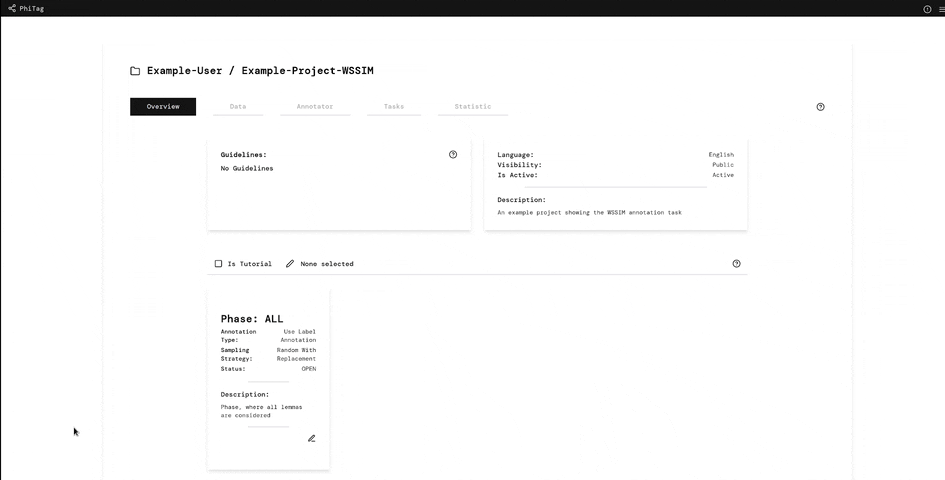 PhiTag
Example-User / Example-Project-WSSIM
Overview
Data
Annotator
Tasks
Statistic
Guidelines:
No Guidelines
Language: English
Visibility: Public
Is Active: Active
Description:
An example project showing the WSSIM annotation task
Is Tutorial
None selected
Phase: ALL
Annotation Use Label
Type: Annotation
Sampling Random With
Strategy: Replacement
Status: OPEN
Description:
Phase, where all lemmas
are considered